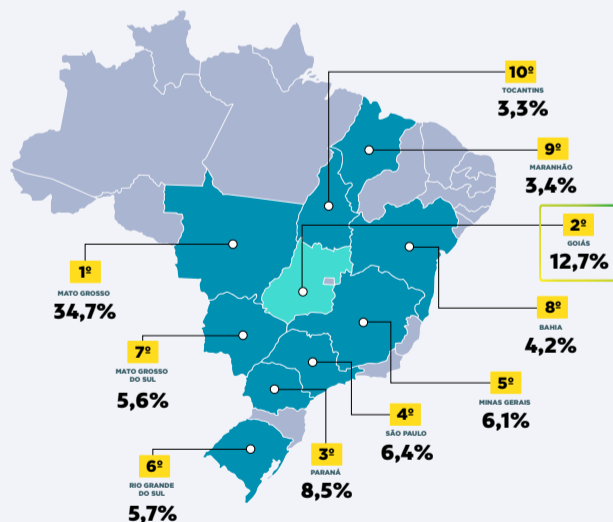 10º
TOCANTINS
3,3%
9º
MARANHÃO
3,4%
2º
GOIÁS
12,7%
1º
MATO GROSSO
34,7%
8º
BAHIA
4,2%
7º
MATO GROSSO
DO SUL
5,6%
5º
MINAS GERAIS
6,1%
4º
SÃO PAULO
6,4%
3º
PARANÁ
8,5%
6º
RIO GRANDE
DO SUL
5,7%